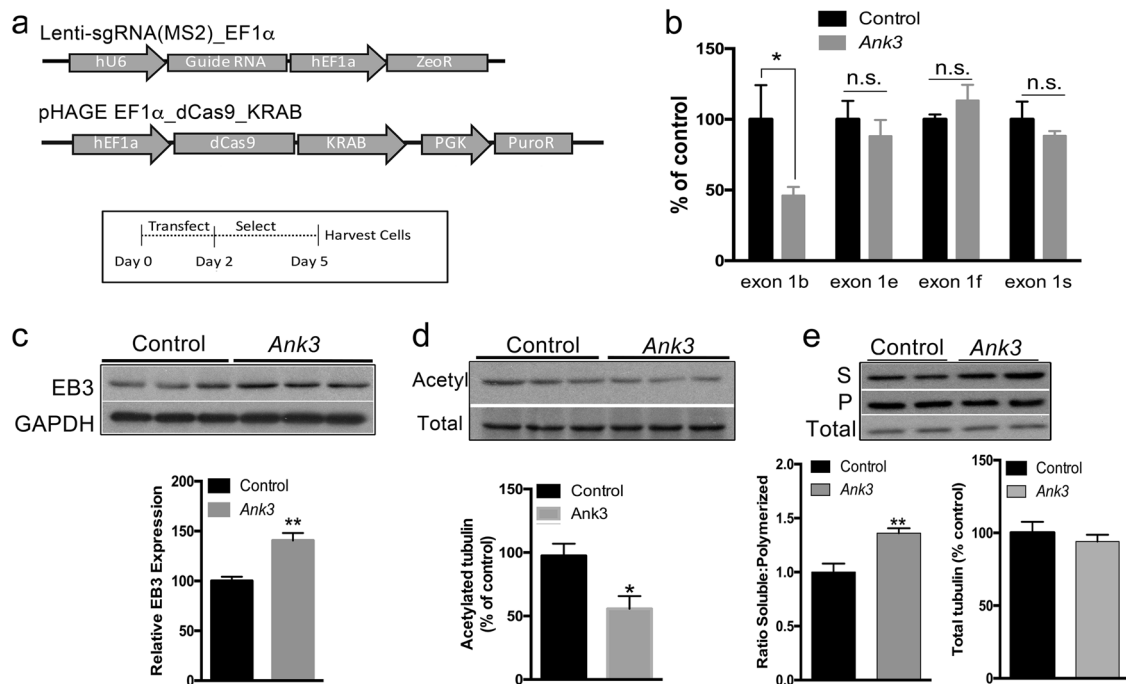 a
Lenti-sgRNA(MS2)_EF1α
hU6 Guide RNA hEF1a ZeoR
pHAGE EF1α_dCas9_KRAB
hEF1a dCas9 KRAB PGK PuroR
Transfect Select Harvest Cells
Day 0 Day 2 Day 5
b
Control
Ank3
% of control
150
100
50
0
* n.s. n.s. n.s.
exon 1b exon 1e exon 1f exon 1s
c
Control Ank3
EB3
GAPDH
Relative EB3 Expression
200
150
100
50
0
Control
Ank3
**
d
Control Ank3
Acetyl
Total
Acetylated tubulin
(% of control)
150
100
50
0
Control
Ank3
*
e
Control Ank3
S
P
Total
Ratio Soluble:Polymerized
2.0
1.5
1.0
0.5
0.0
Control
Ank3
**
Total tubulin (% control)
150
100
50
0
Control
Ank3